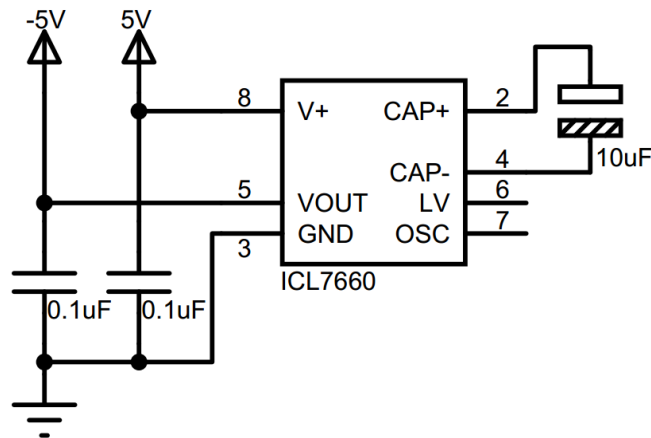 -5V 5V
8 V+ CAP+ 2
10uF
CAP- 4
5 VOUT LV 6
3 GND OSC 7
ICL7660
0.1uF 0.1uF